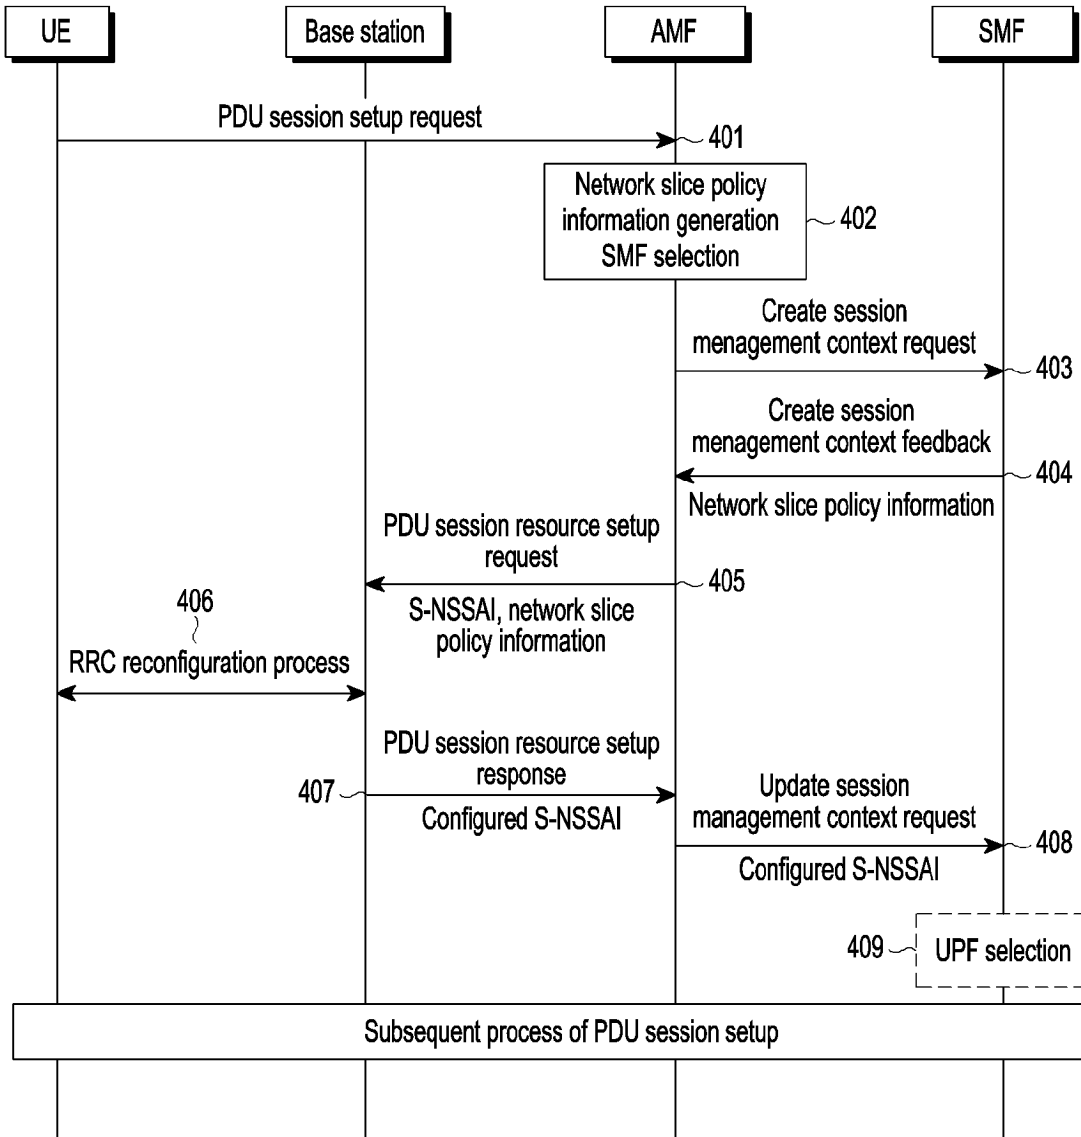 UE
Base station
AMF
SMF
PDU session setup request
401
Network slice policy
information generation
SMF selection
402
Create session
menagement context request
403
Create session
menagement context feedback
404
Network slice policy information
PDU session resource setup
request
405
S-NSSAI, network slice
policy information
406
RRC reconfiguration process
PDU session resource setup
response
407
Configured S-NSSAI
Update session
management context request
408
Configured S-NSSAI
409
UPF selection
Subsequent process of PDU session setup